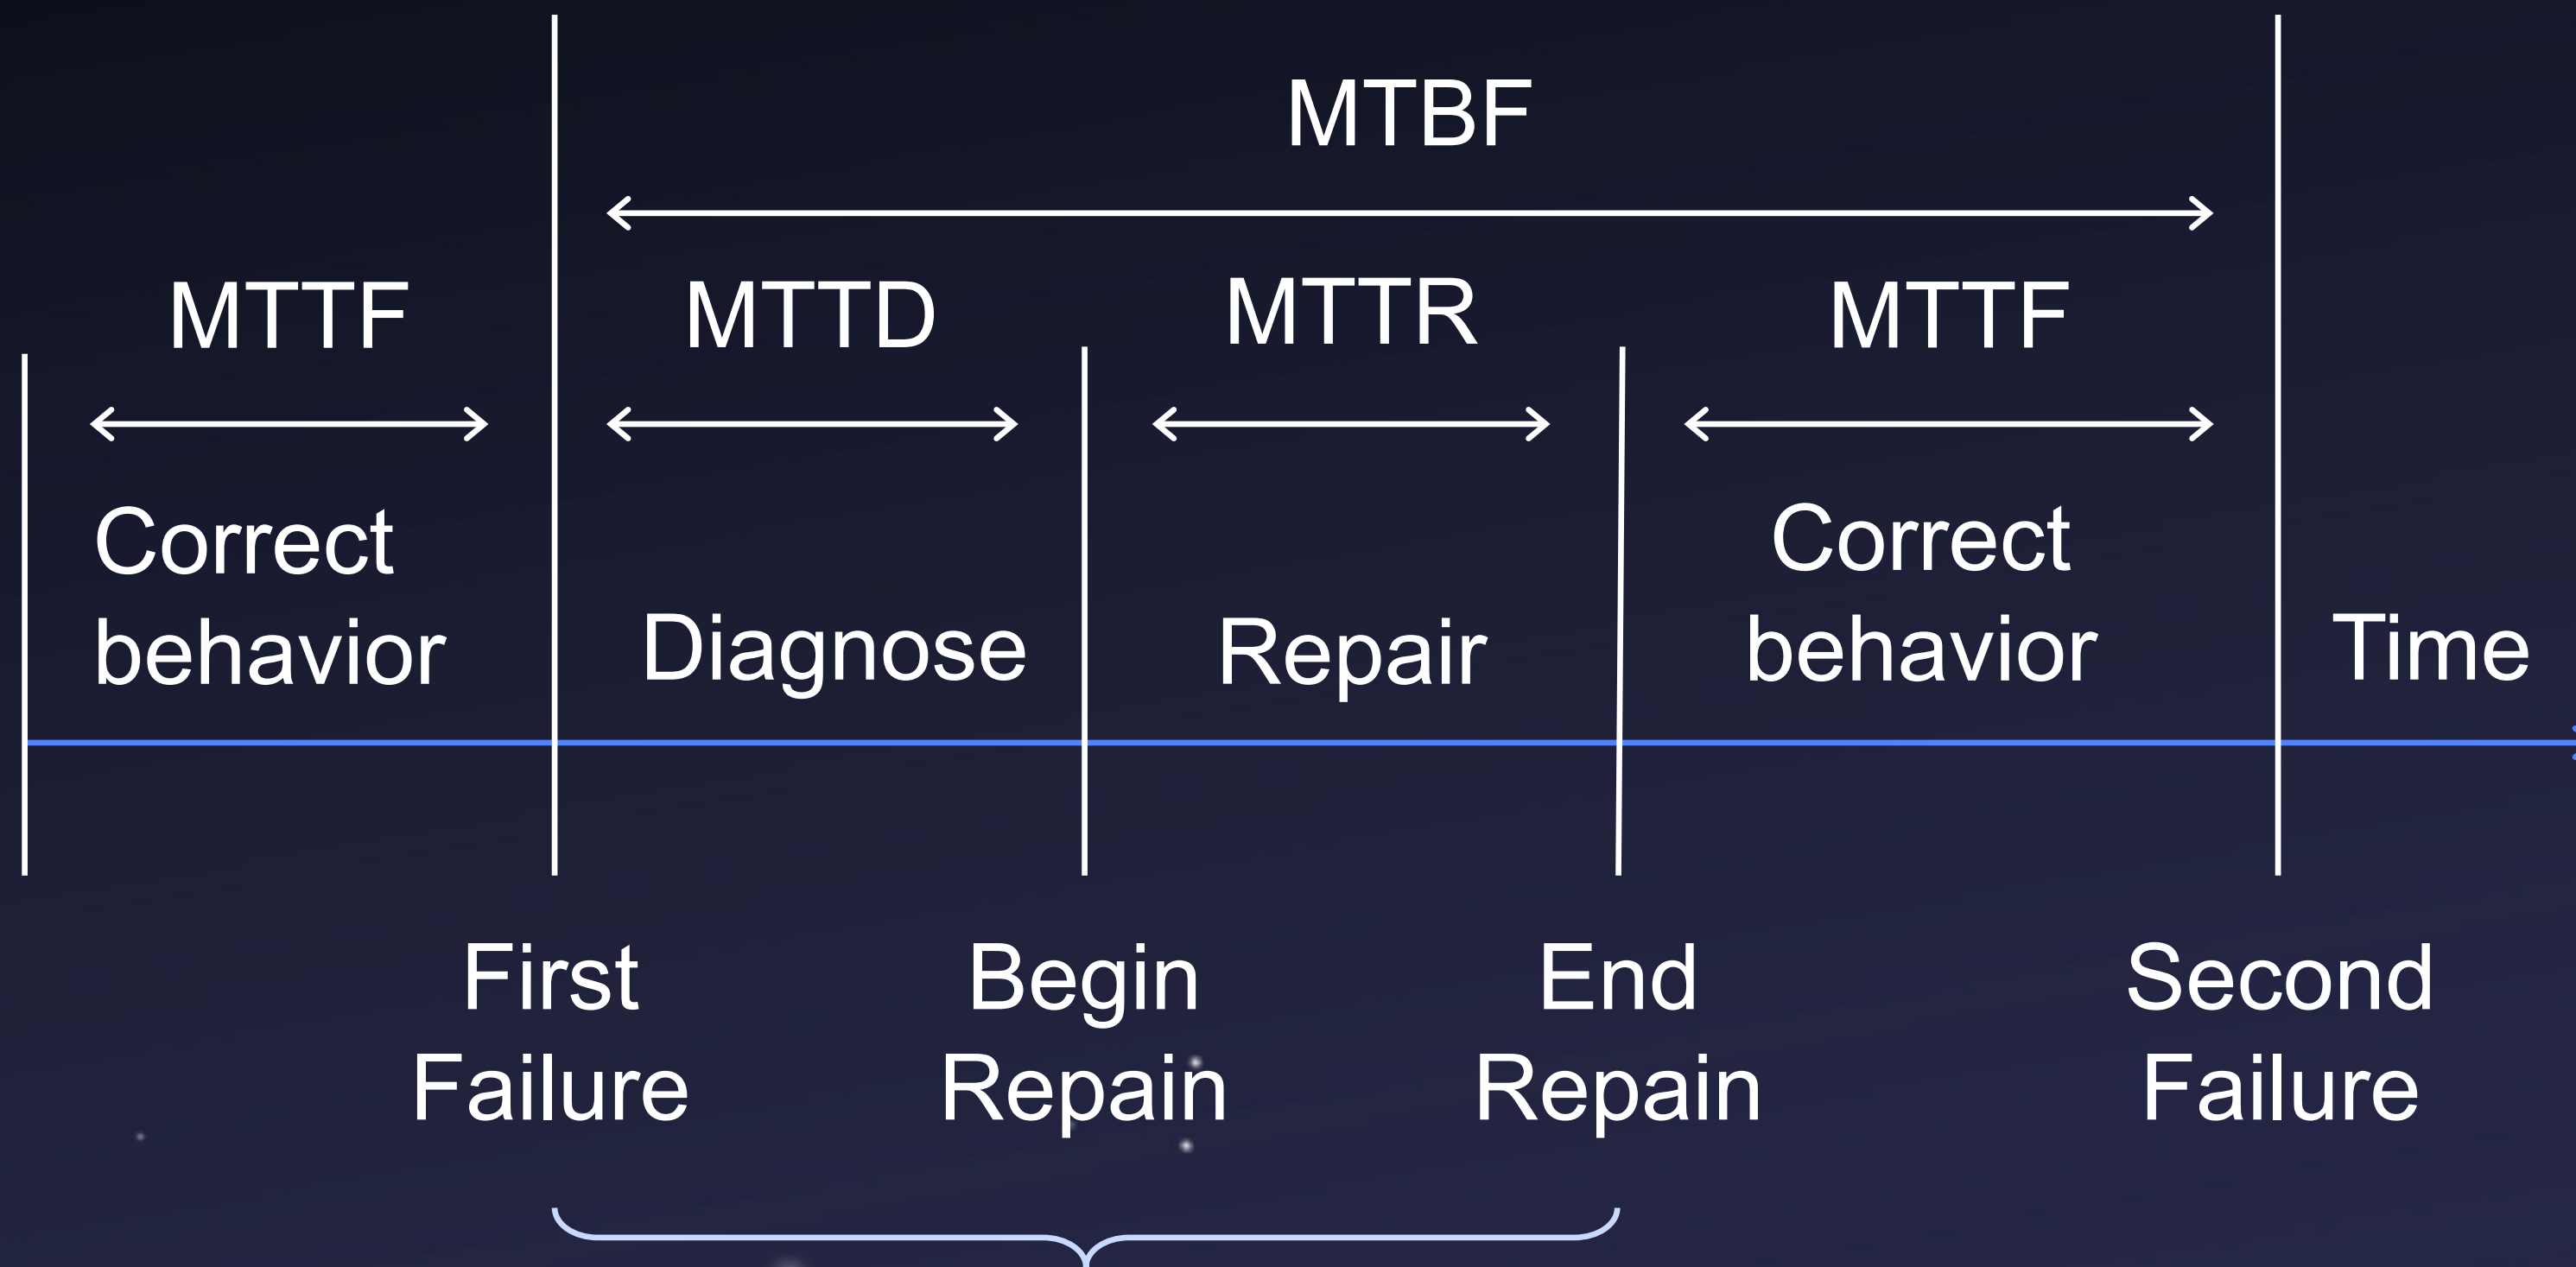 MTBF
MTTF
MTTD
MTTR
MTTF
Correct
behavior
Diagnose
Repair
Correct
behavior
Time
First
Failure
Begin
Repain
End
Repain
Second
Failure